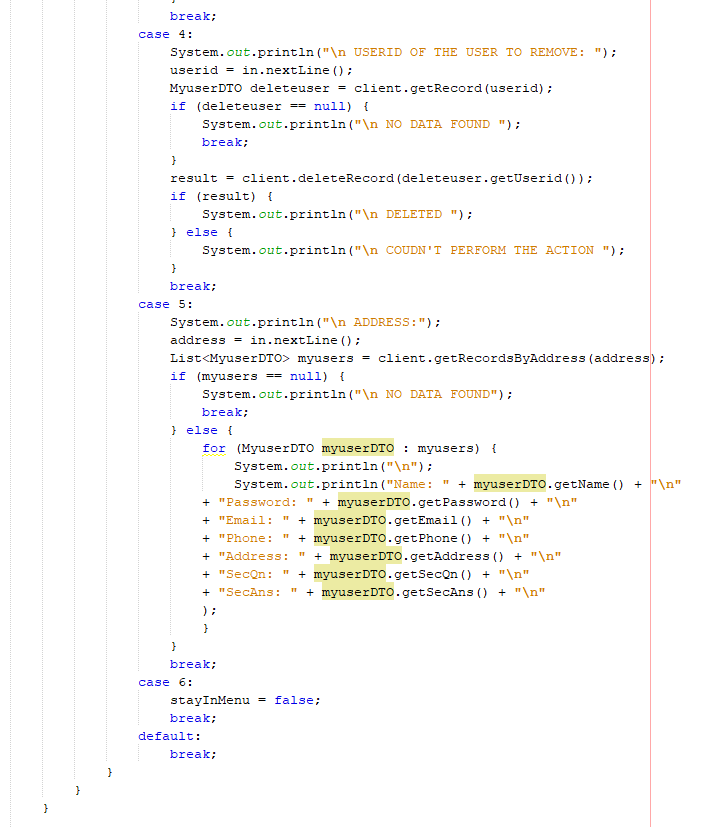 }
break;
case 4:
System.out.println("\n USERID OF THE USER TO REMOVE: ");
userid = in.nextLine();
MyuserDTO deleteuser = client.getRecord(userid);
if (deleteuser == null) {
System.out.println("\n NO DATA FOUND ");
break;
}
result = client.deleteRecord(deleteuser.getUserid());
if (result) {
System.out.println("\n DELETED ");
} else {
System.out.println("\n COUDN'T PERFORM THE ACTION ");
}
break;
case 5:
System.out.println("\n ADDRESS:");
address = in.nextLine();
List<MyuserDTO> myusers = client.getRecordsByAddress(address);
if (myusers == null) {
System.out.println("\n NO DATA FOUND");
break;
} else {
for (MyuserDTO myuserDTO : myusers) {
System.out.println("\n");
System.out.println("Name: " + myuserDTO.getName() + "\n"
+ "Password: " + myuserDTO.getPassword() + "\n"
+ "Email: " + myuserDTO.getEmail() + "\n"
+ "Phone: " + myuserDTO.getPhone() + "\n"
+ "Address: " + myuserDTO.getAddress() + "\n"
+ "SecQn: " + myuserDTO.getSecQn() + "\n"
+ "SecAns: " + myuserDTO.getSecAns() + "\n"
);
}
}
break;
case 6:
stayInMenu = false;
break;
default:
break;
}
}
}